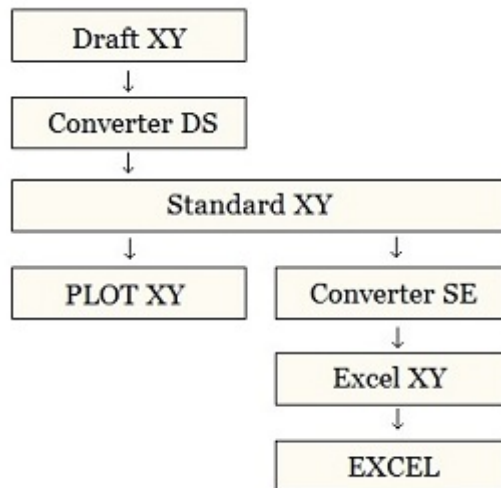 Draft XY
Converter DS
Standard XY
PLOT XY
Converter SE
Excel XY
EXCEL